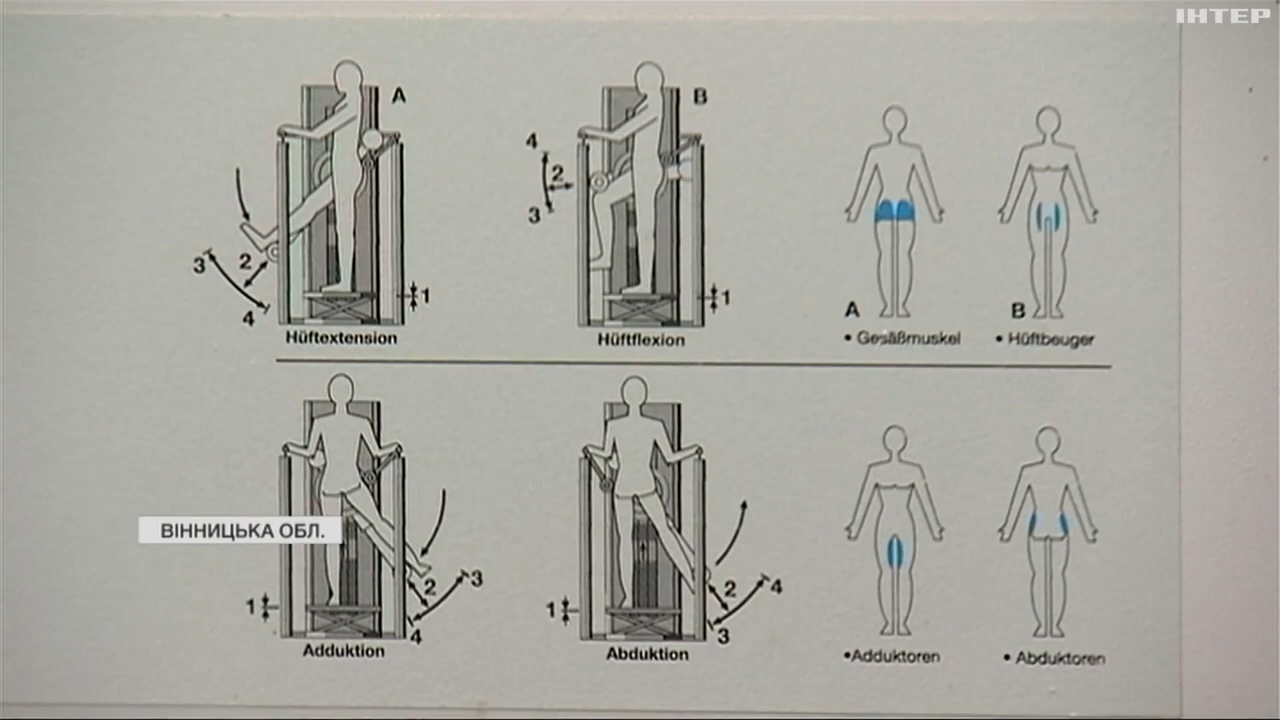 ІНТЕР
A
B
4
2
3
3
2
4
1
1
Hüftextension
Hüftflexion
A
B
• Gesäßmuskel
• Hüftbeuger
ВІННИЦЬКА ОБЛ.
1
2
3
4
1
2
4
3
Adduktion
Abduktion
•Adduktoren
• Abduktoren